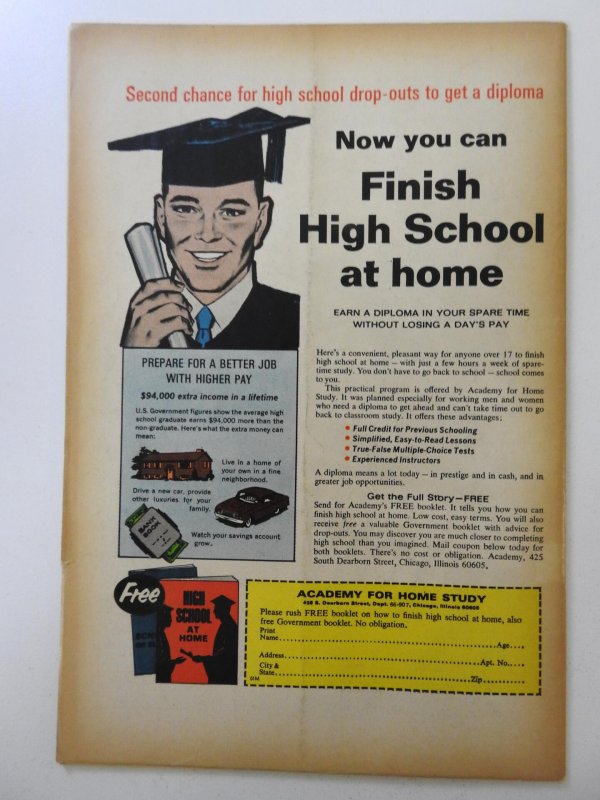 Second chance for high school drop-outs to get a diploma
Now you can
Finish
High School
at home
EARN A DIPLOMA IN YOUR SPARE TIME
WITHOUT LOSING A DAY'S PAY
Here's a convenient, pleasant way for anyone over 17 to finish
high school at home — with just a few hours a week of spare-
time study. You don't have to go back to school — school comes
to you.
This practical program is offered by Academy for Home
Study. It was planned especially for working men and women
who need a diploma to get ahead and can't take time out to go
back to classroom study. It offers these advantages:
• Full Credit for Previous Schooling
• Simplified, Easy-to-Read Lessons
• True-False Multiple-Choice Tests
• Experienced Instructors
A diploma means a lot today — in prestige and in cash, and in
greater job opportunities.
Get the Full Story—FREE
Send for Academy's FREE booklet. It tells you how you can
finish high school at home. Low cost, easy terms. You will also
receive free a valuable Government booklet with advice for
drop-outs. You may discover you are much closer to completing
high school than you imagined. Mail coupon below today for
both booklets. There's no cost or obligation. Academy, 425
South Dearborn Street, Chicago, Illinois 60605.
PREPARE FOR A BETTER JOB
WITH HIGHER PAY
$94,000 extra income in a lifetime
U.S. Government figures show the average high
school graduate earns $94,000 more than the
non-graduate. Here's what the extra money can
mean:
Live in a home of
your own in a fine
neighborhood.
Drive a new car, provide
other luxuries for your
family.
BANK
BOOK
Watch your savings account
grow.
Free
HIGH
SCHOOL
AT
HOME
ACADEMY FOR HOME STUDY
Dearborn Street, Dept. 66-907, Chicago, Illinois 60605
Please rush FREE booklet on how to finish high school at home, also
free Government booklet. No obligation.
Print
Name Age
Address Apt. No.
City &
State Zip